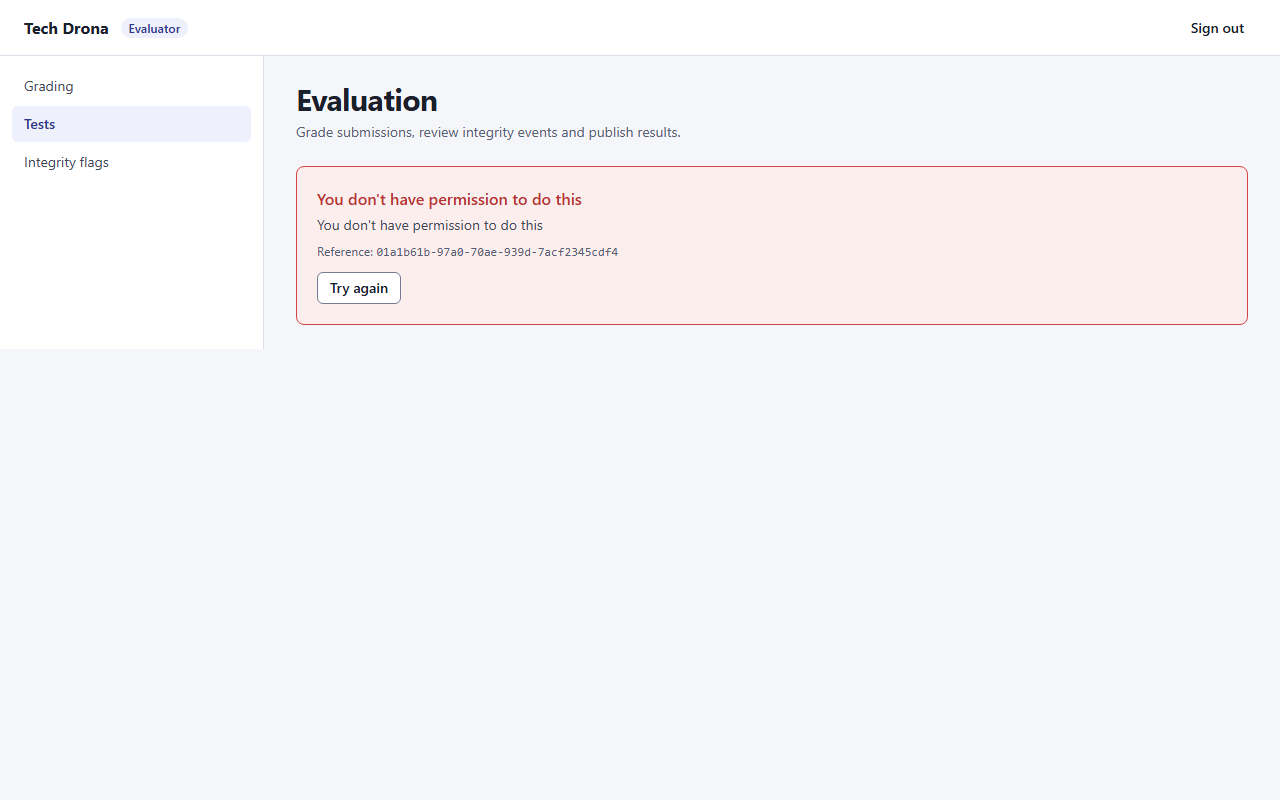 Tech Drona
Evaluator
Sign out
Grading
Tests
Integrity flags
Evaluation
Grade submissions, review integrity events and publish results.
You don't have permission to do this
You don't have permission to do this
Reference: 01a1b61b-97a0-70ae-939d-7acf2345cdf4
Try again